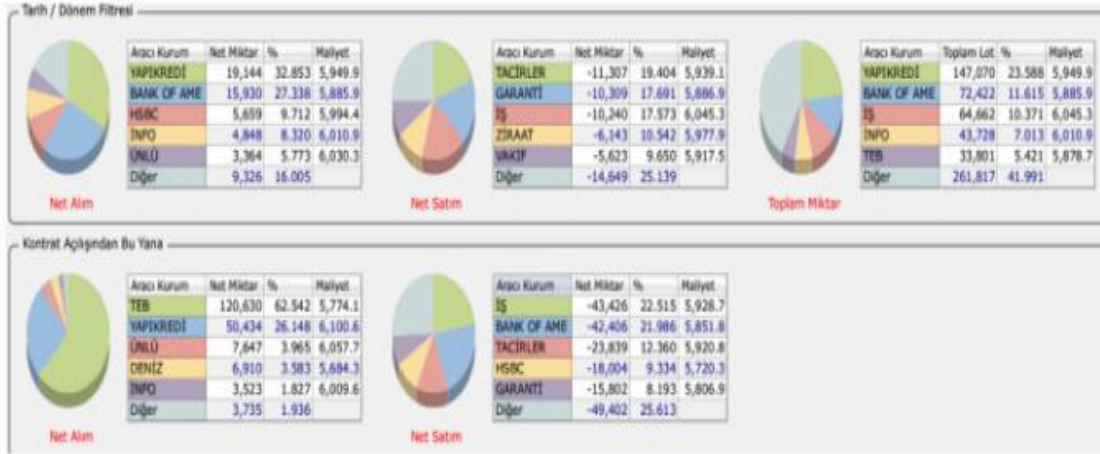 Tarih / Dönem Filtresi
Aracı Kurum Net Miktar % Maliyet
YAPIKREDİ 19,144 32.853 5,949.9
BANK OF AME 15,930 27.338 5,885.9
HSBC 5,659 9.712 5,994.4
İNFO 4,848 8.320 6,010.9
ÜNLÜ 3,364 5.773 6,030.3
Diğer 9,326 16.005
Net Alım
Aracı Kurum Net Miktar % Maliyet
TACİRLER -11,307 19.404 5,939.1
GARANTİ -10,309 17.691 5,886.9
İŞ -10,240 17.573 6,045.3
ZİRAAT -6,143 10.542 5,977.9
VAKIF -5,623 9.650 5,917.5
Diğer -14,649 25.139
Net Satım
Aracı Kurum Toplam Lot % Maliyet
YAPIKREDİ 147,070 23.588 5,949.9
BANK OF AME 72,422 11.615 5,885.9
İŞ 64,662 10.371 6,045.3
İNFO 43,728 7.013 6,010.9
TEB 33,801 5.421 5,878.7
Diğer 261,817 41.991
Toplam Miktar
Kontrat Açılışından Bu Yana
Aracı Kurum Net Miktar % Maliyet
TEB 120,630 62.542 5,774.1
YAPIKREDİ 50,434 26.148 6,100.6
ÜNLÜ 7,647 3.965 6,057.7
DENİZ 6,910 3.583 5,684.3
İNFO 3,523 1.827 6,009.6
Diğer 3,735 1.936
Net Alım
Aracı Kurum Net Miktar % Maliyet
İŞ -43,426 22.515 5,928.7
BANK OF AME -42,406 21.986 5,851.8
TACİRLER -23,839 12.360 5,920.8
HSBC -18,004 9.334 5,720.3
GARANTİ -15,802 8.193 5,806.9
Diğer -49,402 25.613
Net Satım